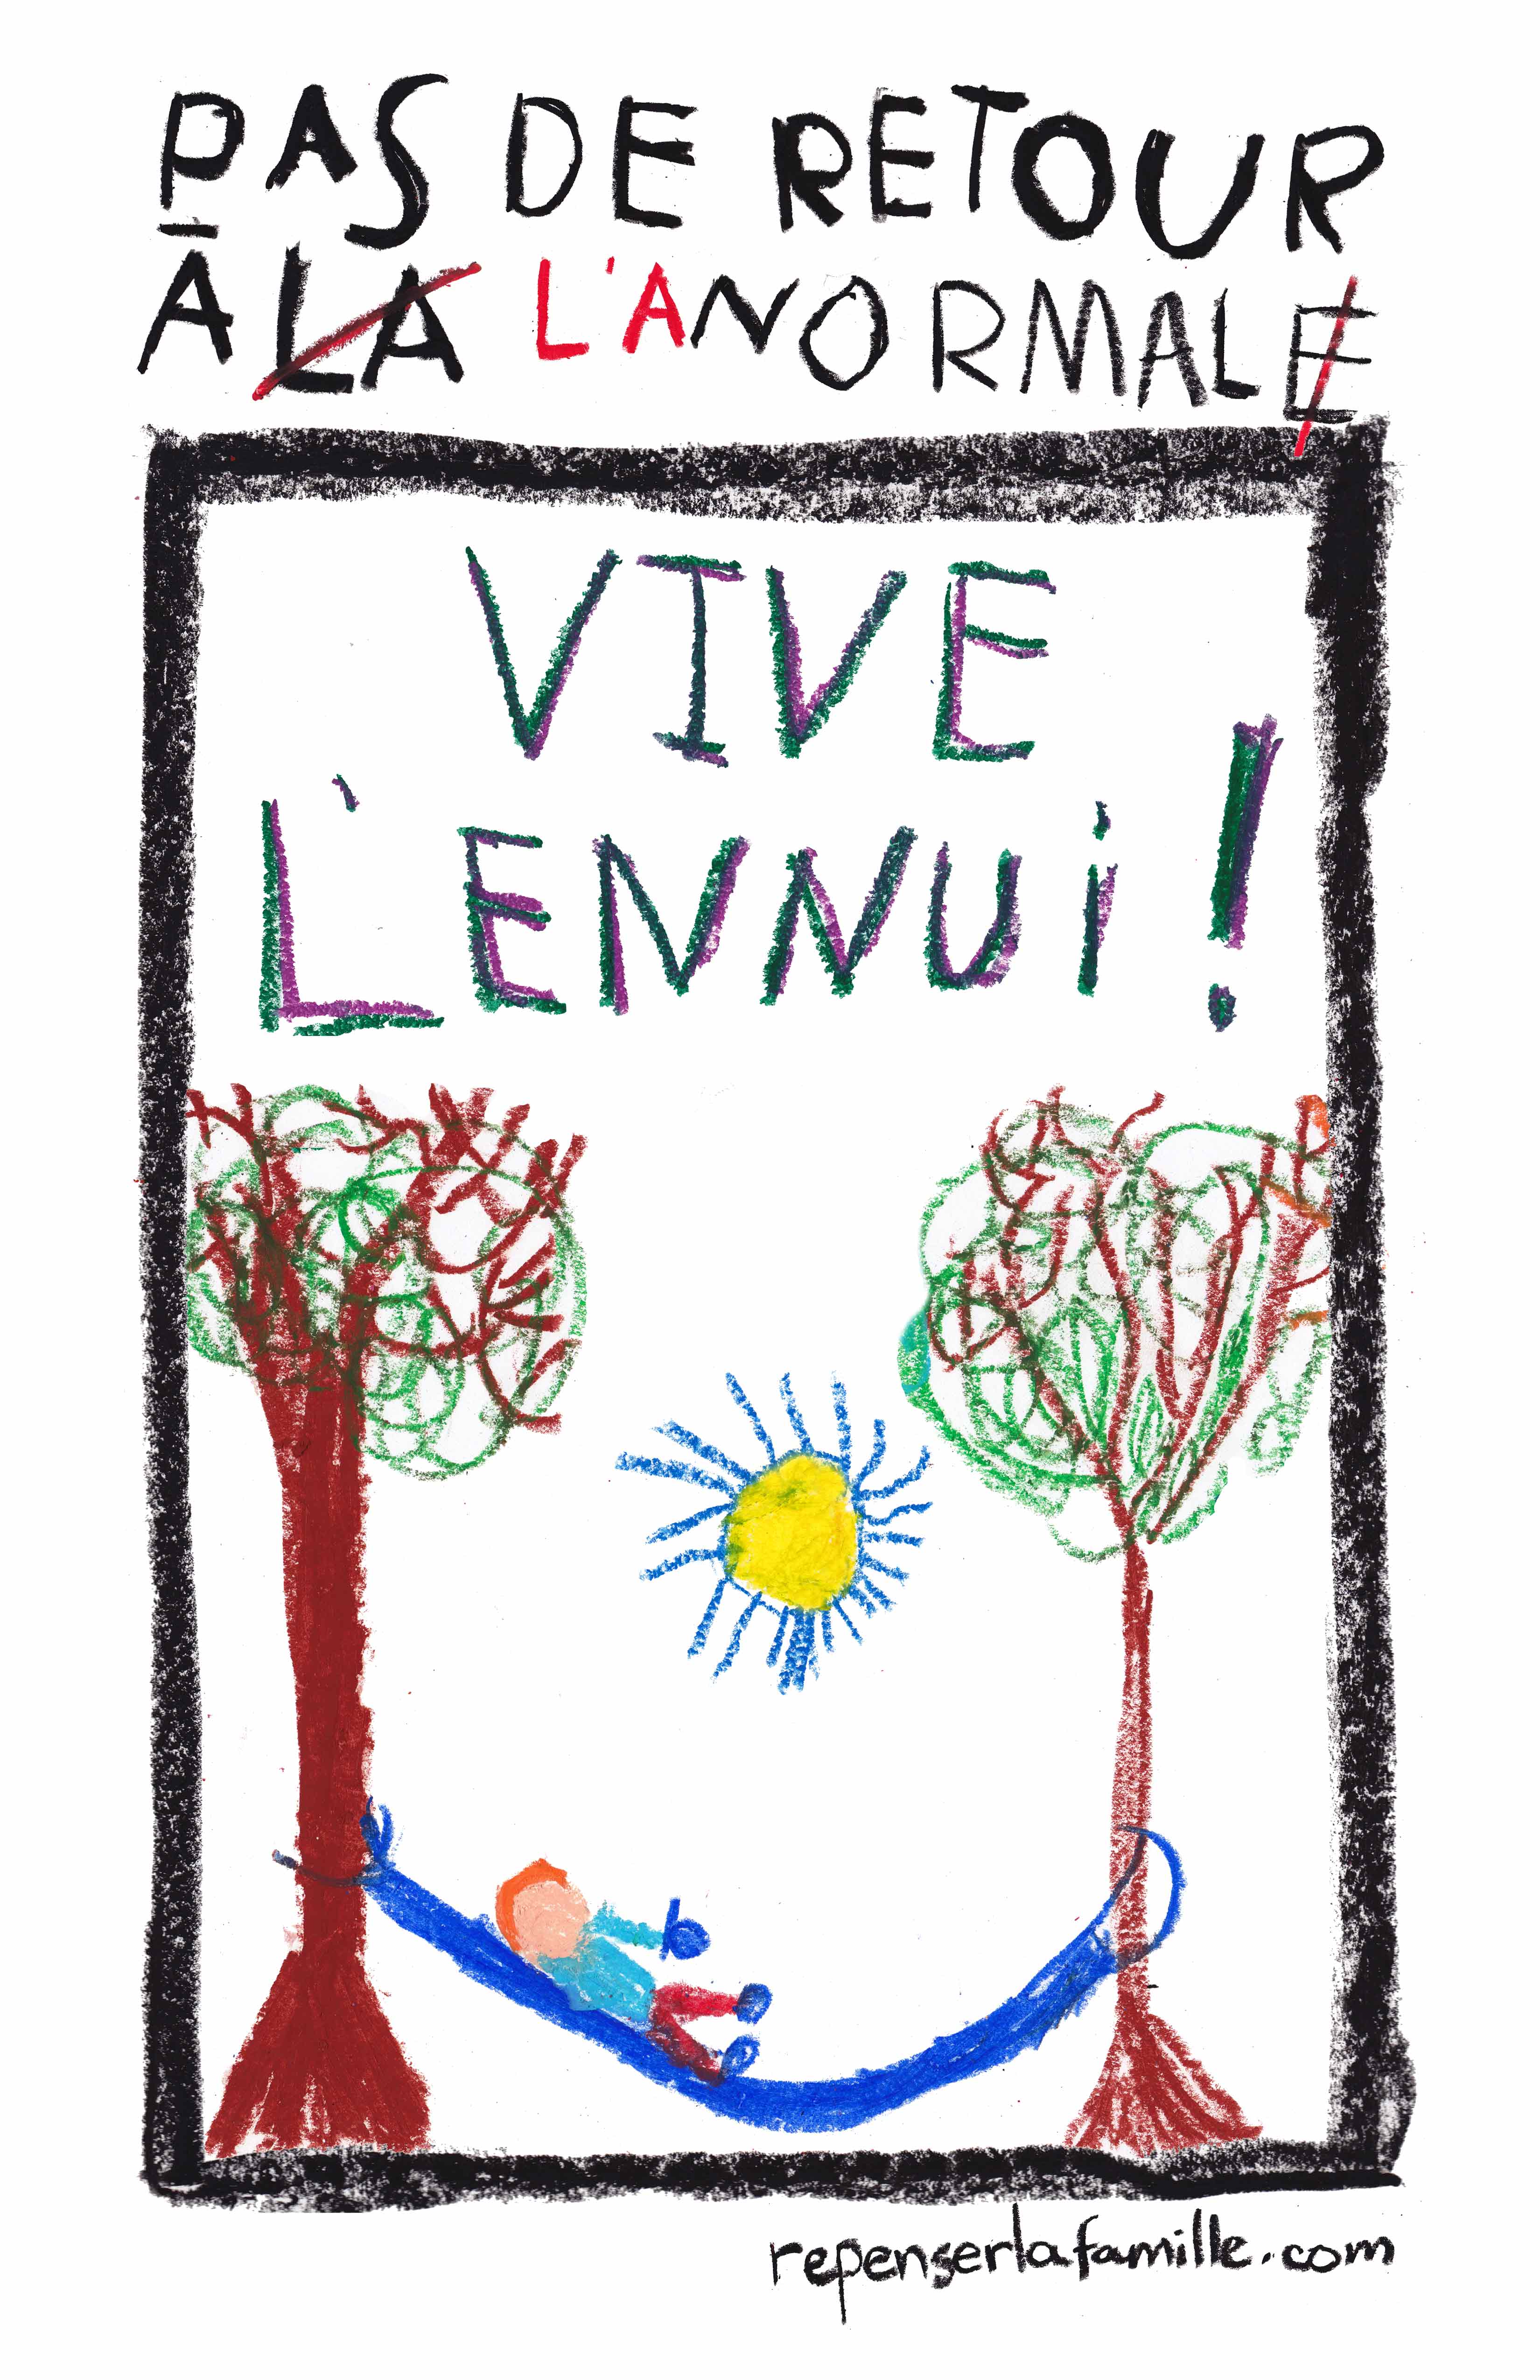 PAS DE RETOUR
À LA L'ANORMALE
VIVE
L'ENNUi !
repenserlafamille.com